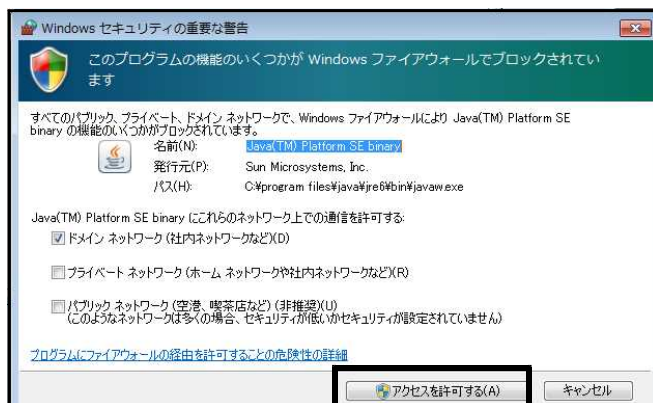 Windows セキュリティの重要な警告
このプログラムの機能のいくつかが Windows ファイアウォールでブロックされてい
ます
すべてのパブリック、プライベート、ドメイン ネットワークで、Windows ファイアウォールにより Java(TM) Platform SE
binary の機能のいくつかがブロックされています。
名前(N): Java(TM) Platform SE binary
発行元(P): Sun Microsystems, Inc.
パス(H): C:¥program files¥java¥jre6¥bin¥javaw.exe
Java(TM) Platform SE binary にこれらのネットワーク上での通信を許可する:
ドメイン ネットワーク (社内ネットワークなど)(D)
プライベート ネットワーク (ホーム ネットワークや社内ネットワークなど)(R)
パブリック ネットワーク (空港、喫茶店など) (非推奨)(U)
(このようなネットワークは多くの場合、セキュリティが低いかセキュリティが設定されていません)
プログラムにファイアウォールの経由を許可することの危険性の詳細
アクセスを許可する(A) キャンセル